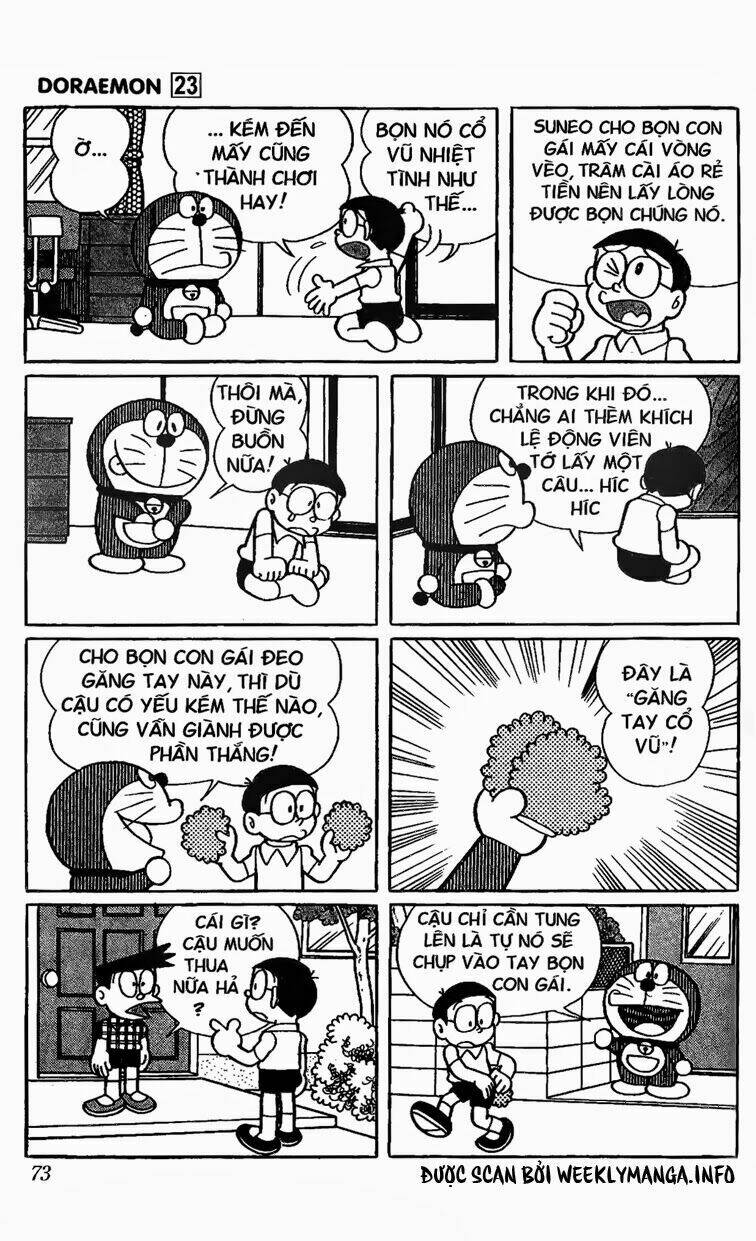 DORAEMON 23
SUNEO CHO BỌN CON
GÁI MẤY CÁI VÒNG
VÈO, TRÂM CÀI ÁO RẺ
TIỀN NÊN LẤY LÒNG
ĐƯỢC BỌN CHÚNG NÓ.
BỌN NÓ CỔ
VŨ NHIỆT
TÌNH NHƯ
THẾ...
... KÉM ĐẾN
MẤY CŨNG
THÀNH CHƠI
HAY!
Ờ...
TRONG KHI ĐÓ...
CHẲNG AI THÈM KHÍCH
LỆ ĐỘNG VIÊN
TỚ LẤY MỘT
CÂU... HÍC
HÍC
THÔI MÀ,
ĐỪNG
BUỒN
NỮA!
ĐÂY LÀ
"GĂNG
TAY CỔ
VŨ"!
CHO BỌN CON GÁI ĐEO
GĂNG TAY NÀY, THÌ DÙ
CẬU CÓ YẾU KÉM THẾ NÀO,
CŨNG VẪN GIÀNH ĐƯỢC
PHẦN THẮNG!
CẬU CHỈ CẦN TUNG
LÊN LÀ TỰ NÓ SẼ
CHỤP VÀO TAY BỌN
CON GÁI.
CÁI GÌ?
CẬU MUỐN
THUA
NỮA HẢ
?
73
ĐƯỢC SCAN BỞI WEEKLYMANGA.INFO